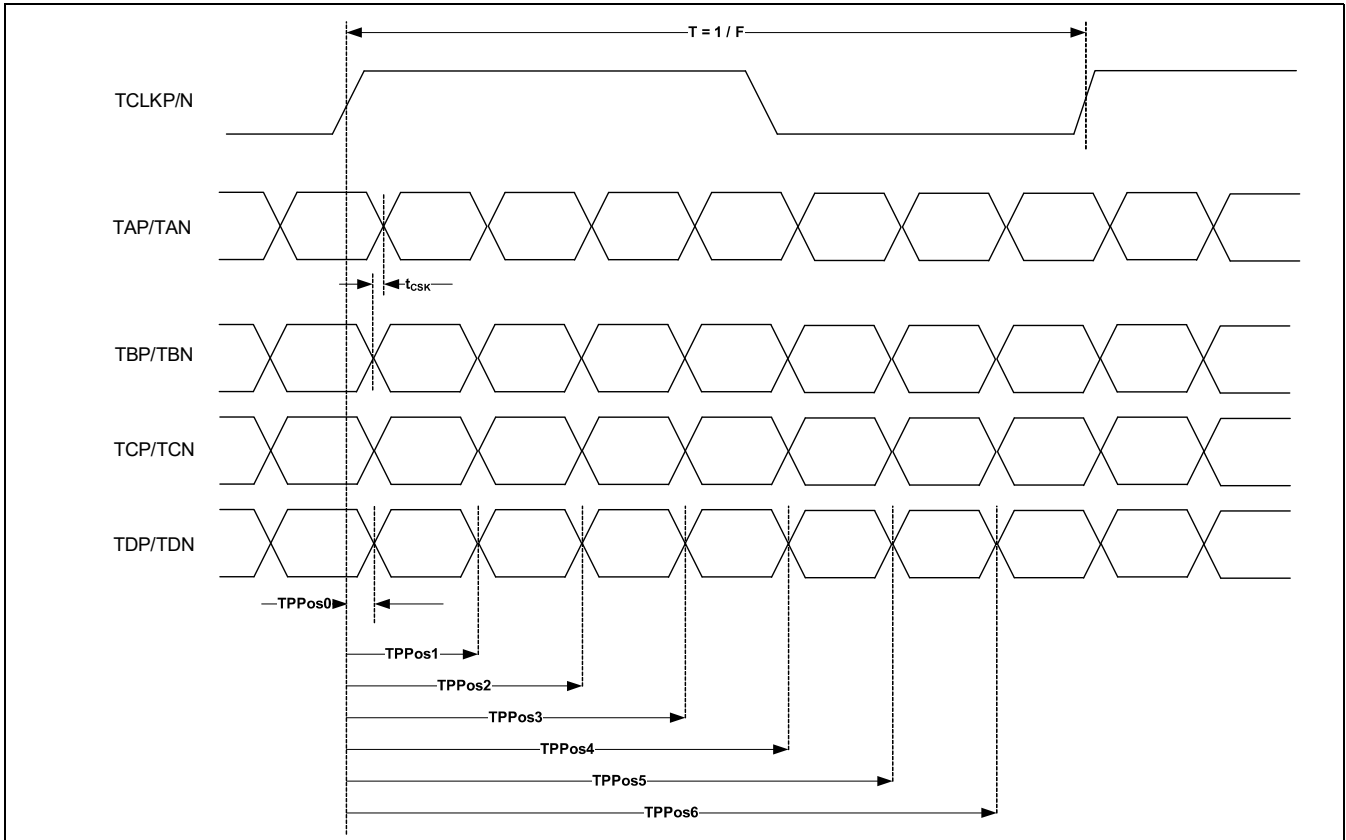 T = 1 / F
TCLKP/N
TAP/TAN
tCSK
TBP/TBN
TCP/TCN
TDP/TDN
TPPos0
TPPos1
TPPos2
TPPos3
TPPos4
TPPos5
TPPos6